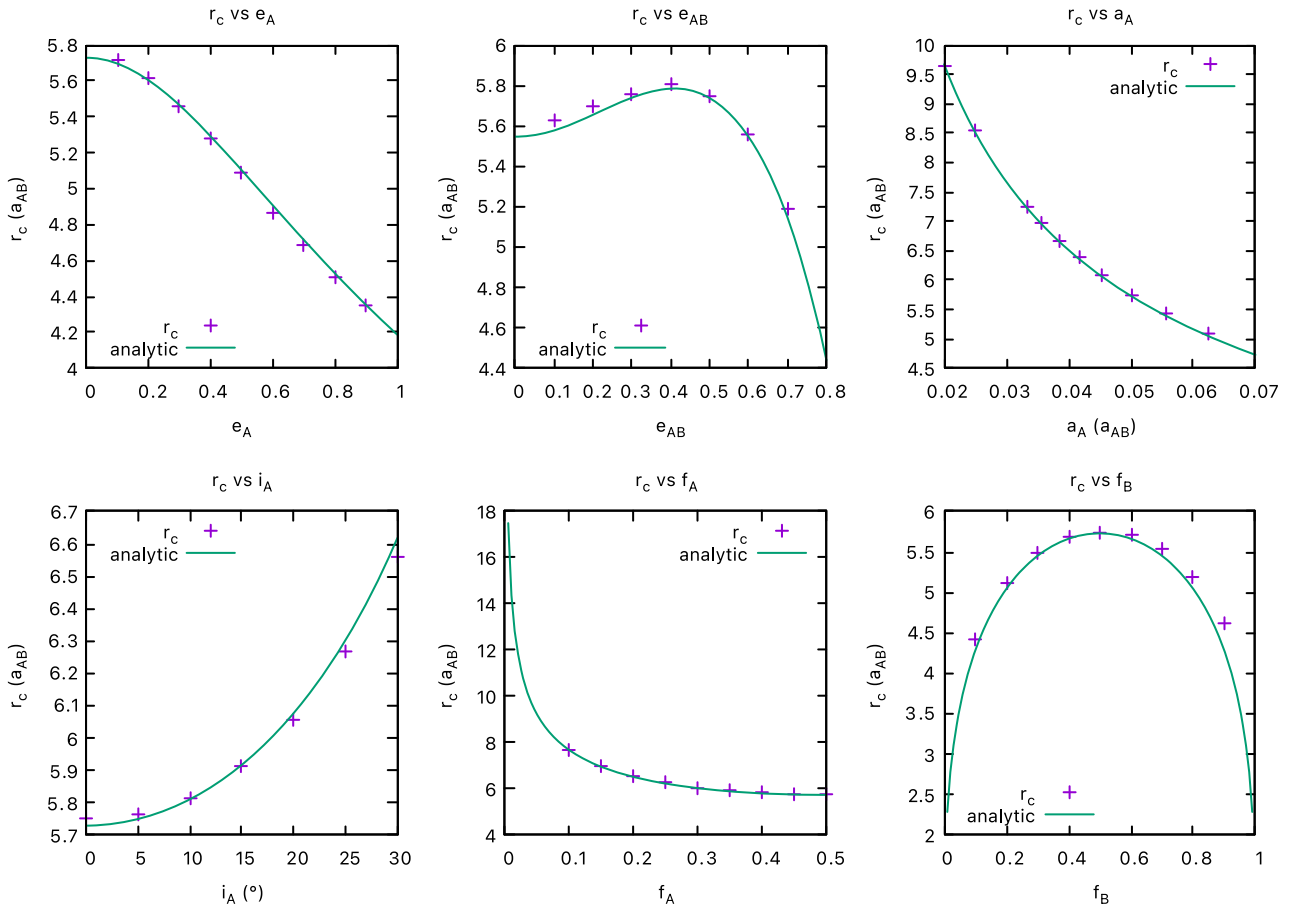 r_c vs e_A
5.8
5.6
5.4
5.2
5
4.8
4.6
4.4
4.2
4
r_c (a_AB)
r_c
analytic
0 0.2 0.4 0.6 0.8 1
e_A
r_c vs e_AB
6
5.8
5.6
5.4
5.2
5
4.8
4.6
4.4
r_c (a_AB)
r_c
analytic
0 0.1 0.2 0.3 0.4 0.5 0.6 0.7 0.8
e_AB
r_c vs a_A
10
9.5
9
8.5
8
7.5
7
6.5
6
5.5
5
4.5
r_c (a_AB)
r_c
analytic
0.02 0.03 0.04 0.05 0.06 0.07
a_A (a_AB)
r_c vs i_A
6.7
6.6
6.5
6.4
6.3
6.2
6.1
6
5.9
5.8
5.7
r_c (a_AB)
r_c
analytic
0 5 10 15 20 25 30
i_A (°)
r_c vs f_A
18
16
14
12
10
8
6
4
r_c (a_AB)
r_c
analytic
0 0.1 0.2 0.3 0.4 0.5
f_A
r_c vs f_B
6
5.5
5
4.5
4
3.5
3
2.5
2
r_c (a_AB)
r_c
analytic
0 0.2 0.4 0.6 0.8 1
f_B